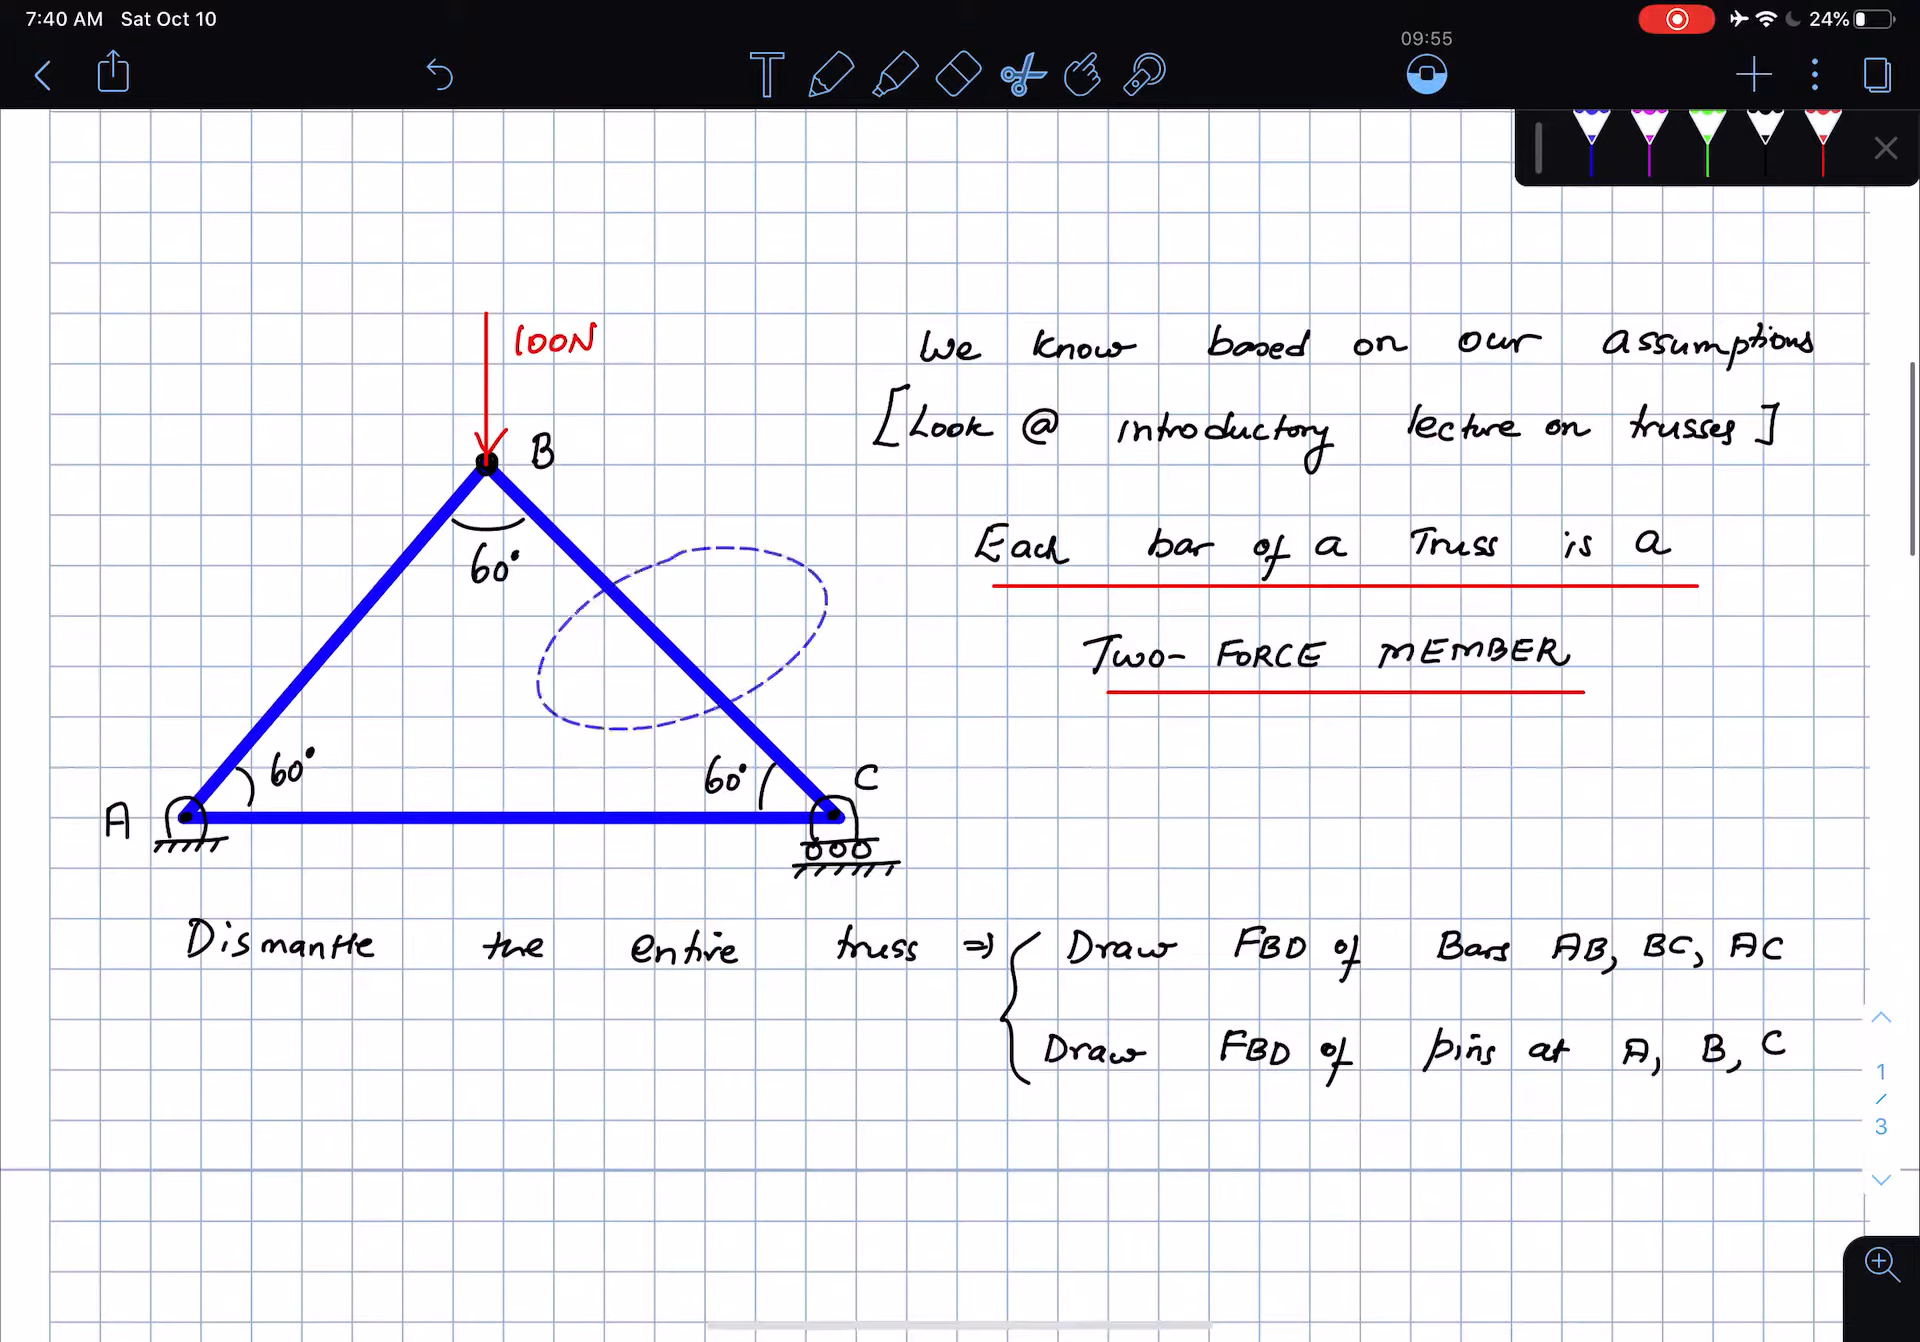 7:40 AM Sat Oct 10
24%
09:55
T
100N
B
60°
60°
60°
A
C
We know based on our assumptions
[Look @ introductory lecture on trusses]
Each bar of a Truss is a
TWO-FORCE MEMBER
Dismantle the entire truss ⇒ { Draw FBD of Bars AB, BC, AC
Draw FBD of pins at A, B, C
1
/
3